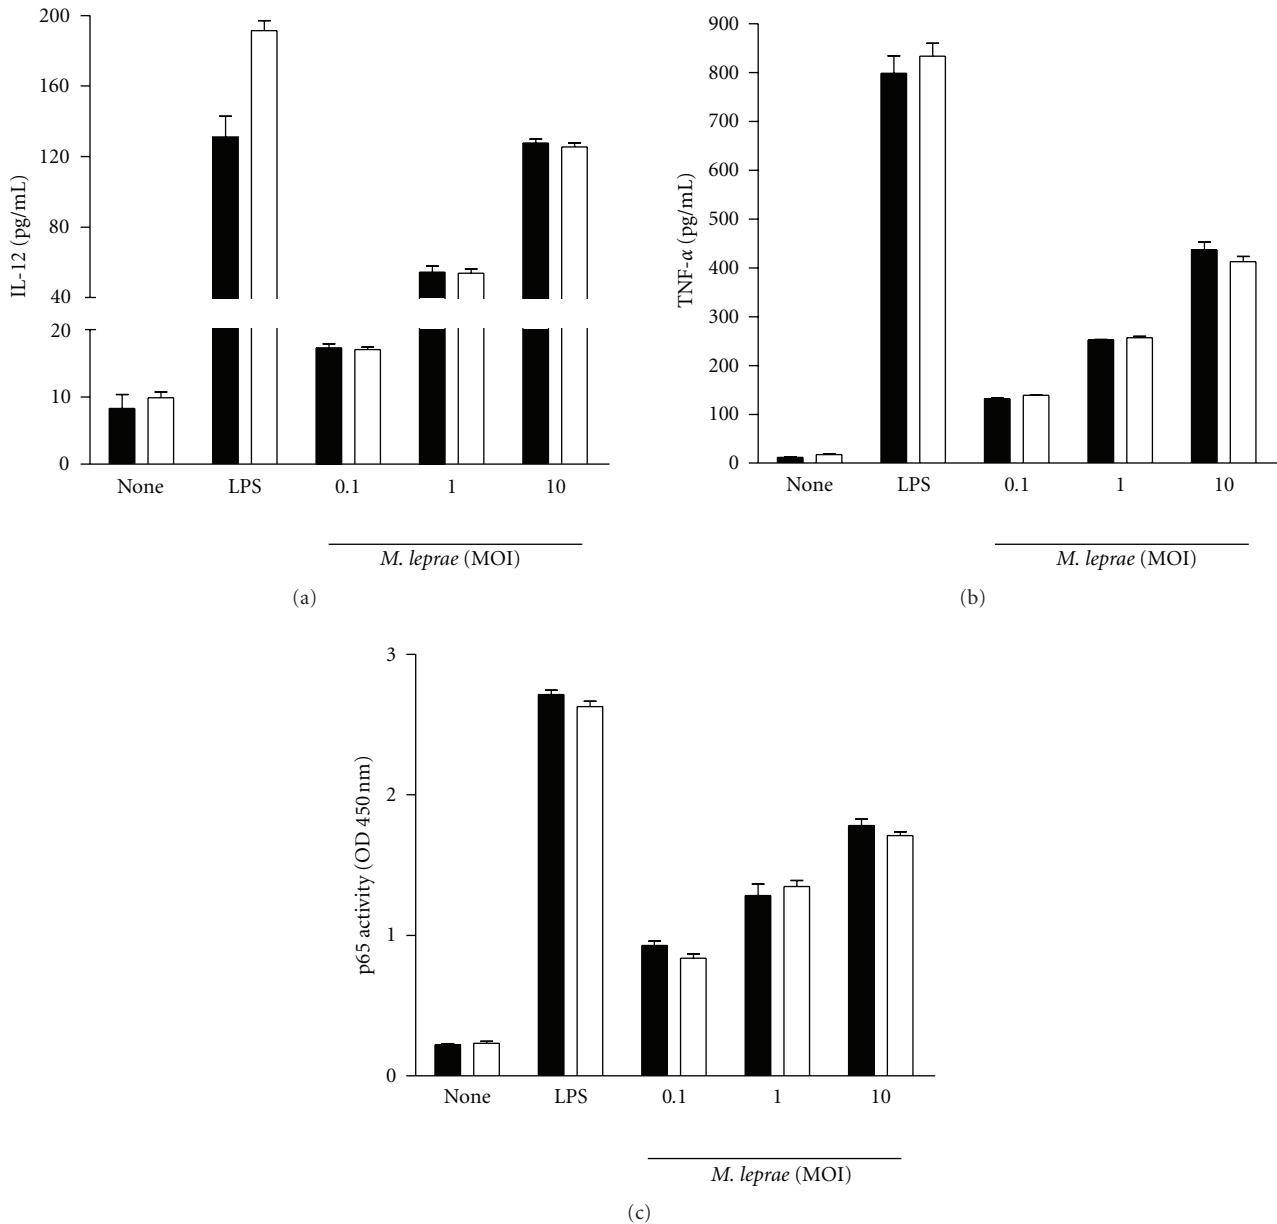 IL-12 (pg/mL)
200
160
120
80
40
20
10
0
None LPS 0.1 1 10
M. leprae (MOI)
(a)
TNF-α (pg/mL)
900
800
700
600
500
400
300
200
100
0
None LPS 0.1 1 10
M. leprae (MOI)
(b)
p65 activity (OD 450 nm)
3
2
1
0
None LPS 0.1 1 10
M. leprae (MOI)
(c)